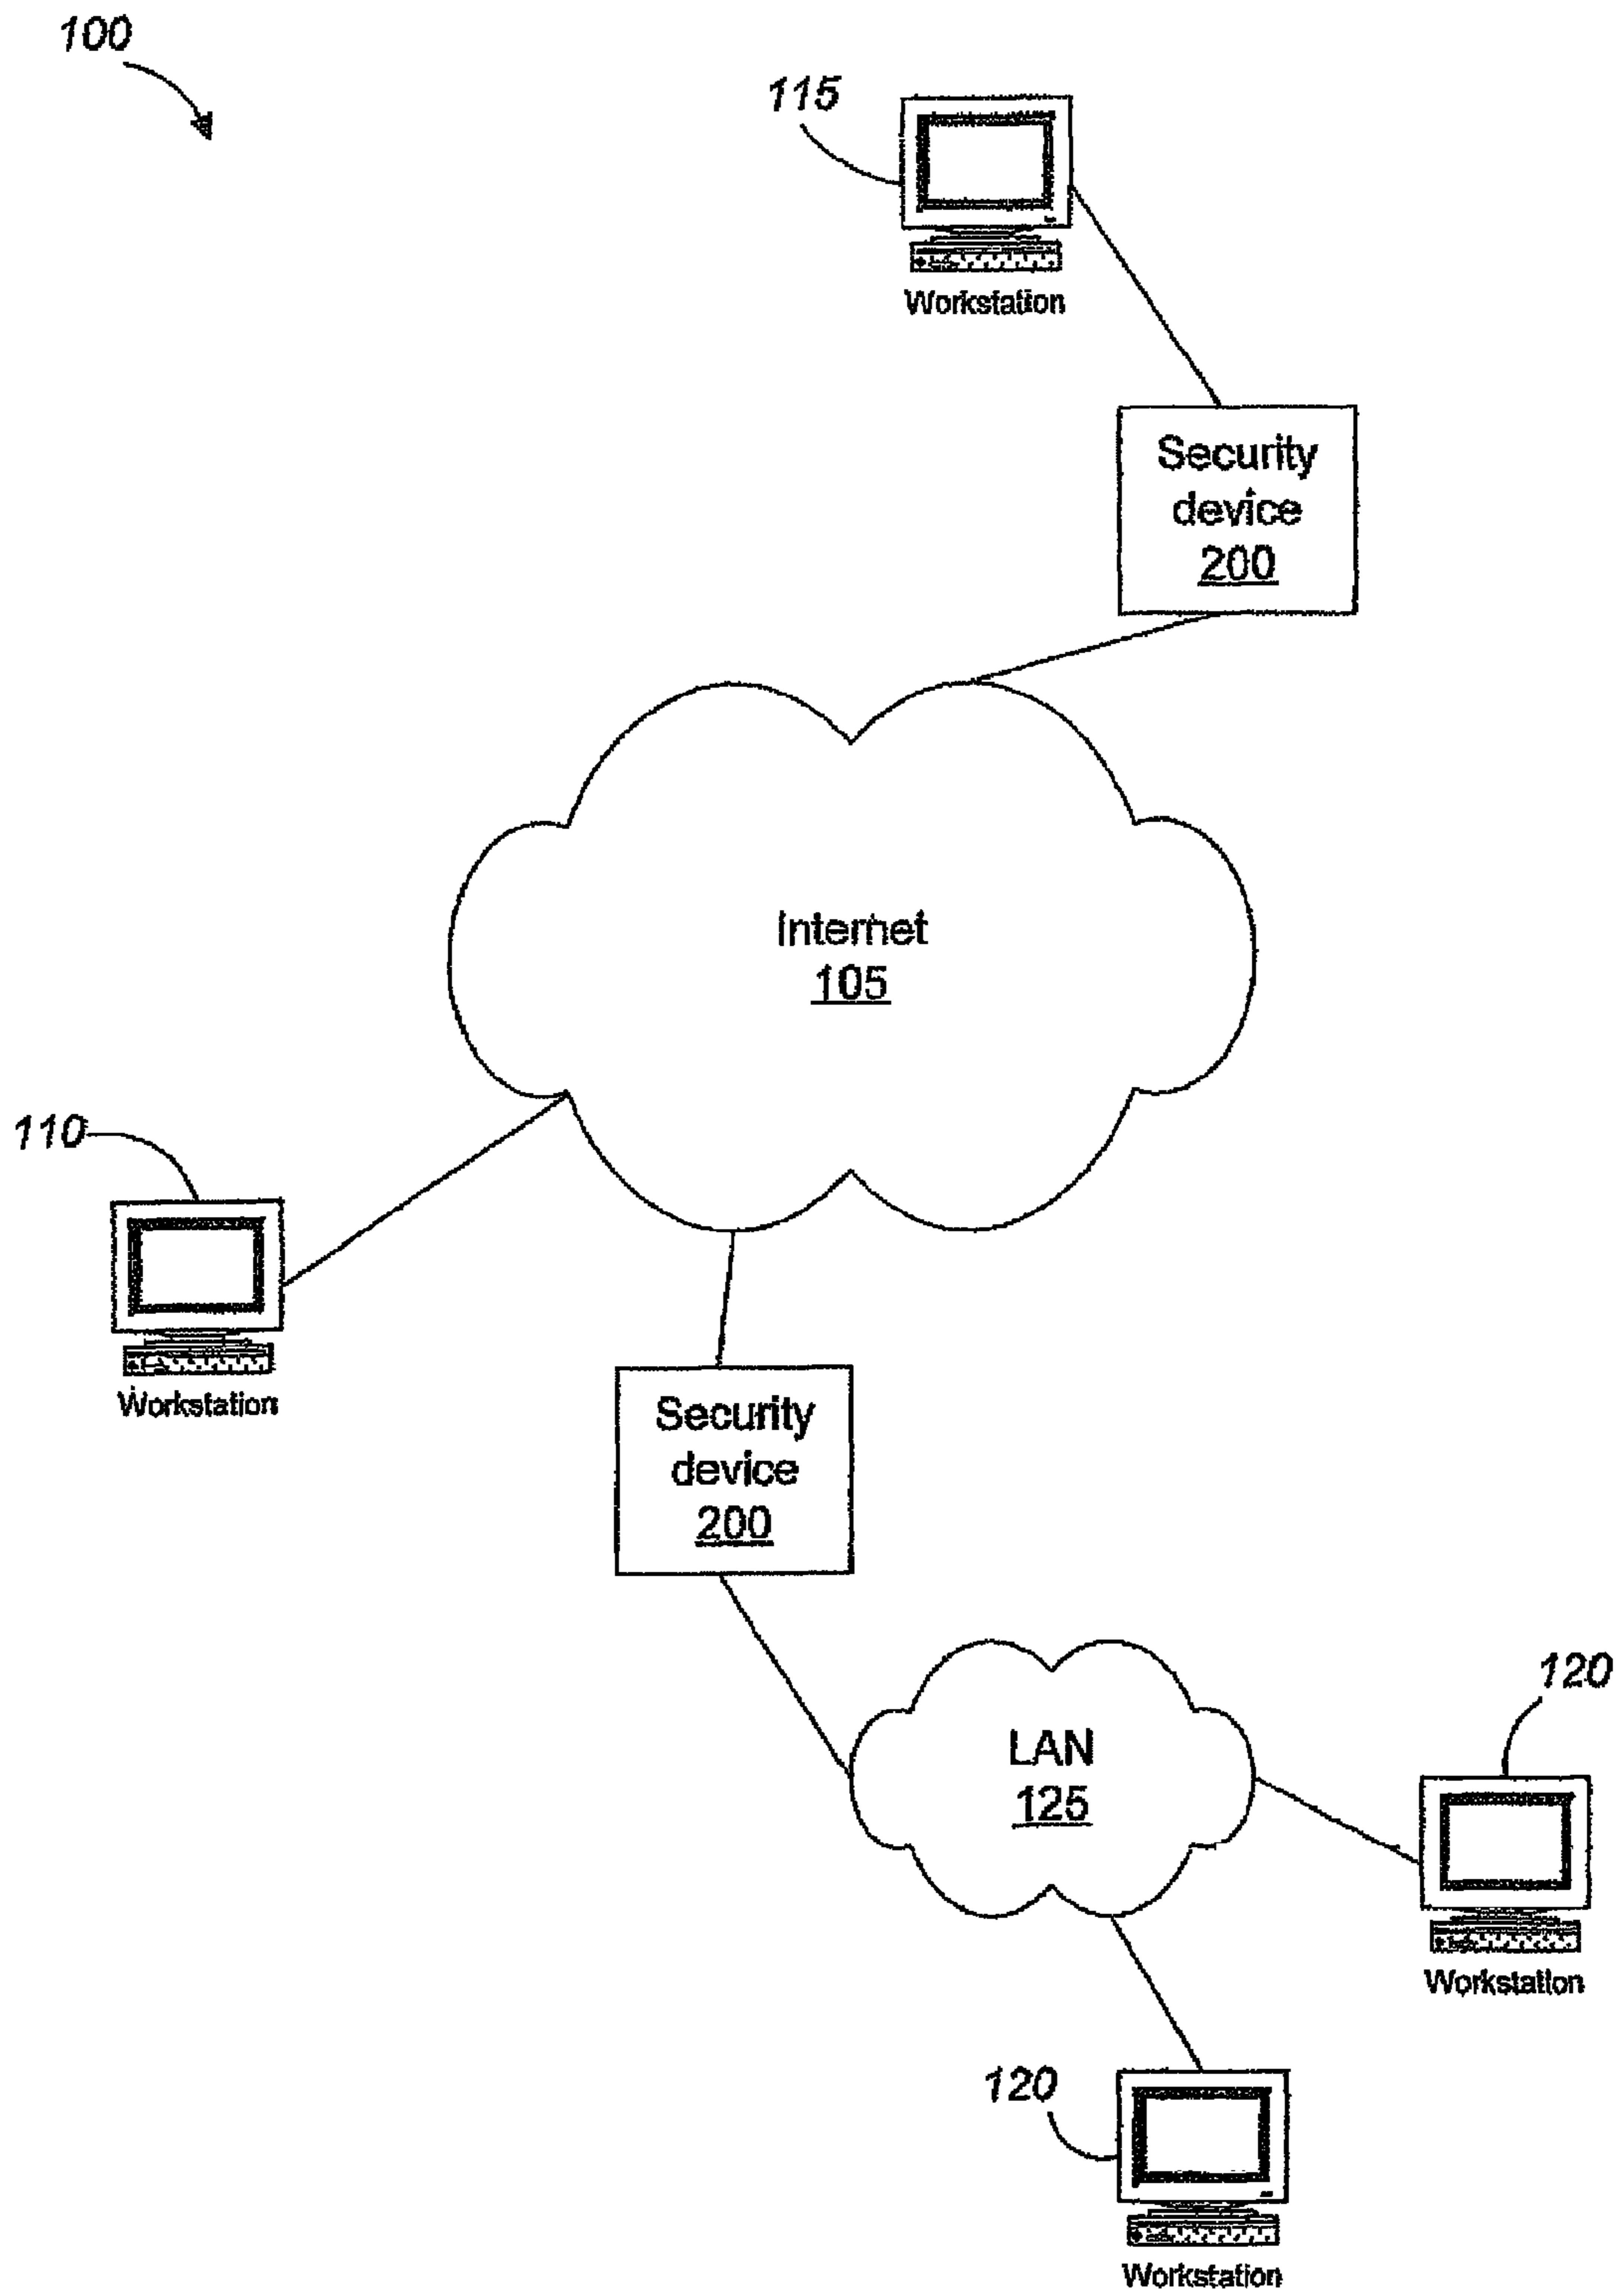 100
115
Workstation
Security
device
200
Internet
105
110
Workstation
Security
device
200
LAN
125
120
Workstation
120
Workstation